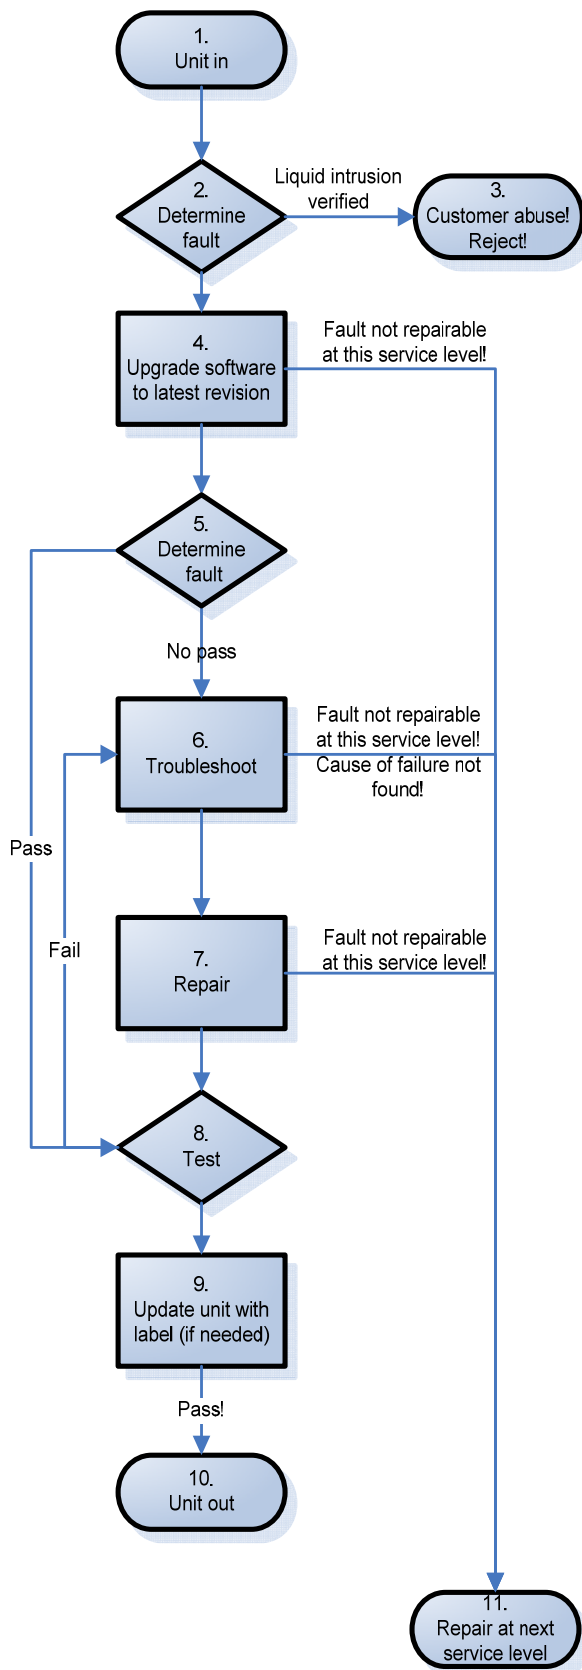 1.
Unit in
2.
Determine
fault
Liquid intrusion
verified
3.
Customer abuse!
Reject!
4.
Upgrade software
to latest revision
Fault not repairable
at this service level!
5.
Determine
fault
No pass
6.
Troubleshoot
Fault not repairable
at this service level!
Cause of failure not
found!
Pass
Fail
7.
Repair
Fault not repairable
at this service level!
8.
Test
9.
Update unit with
label (if needed)
Pass!
10.
Unit out
11.
Repair at next
service level